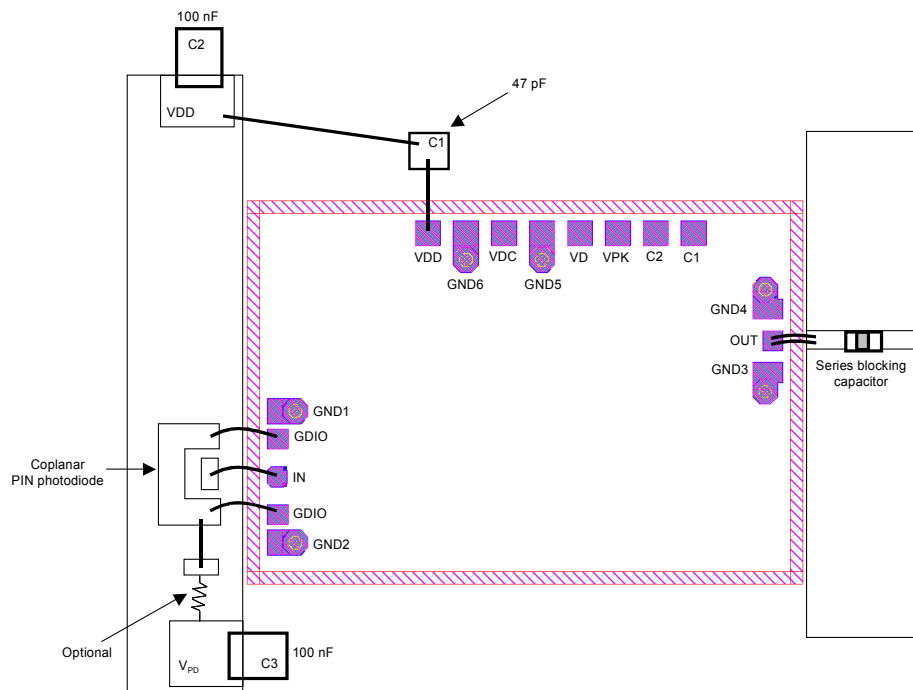 100 nF
C2
VDD
47 pF
C1
VDD
VDC
VD
VPK
C2
C1
GND6
GND5
GND4
OUT
GND3
Series blocking
capacitor
GND1
GDIO
IN
GDIO
GND2
Coplanar
PIN photodiode
Optional
VPD
C3
100 nF